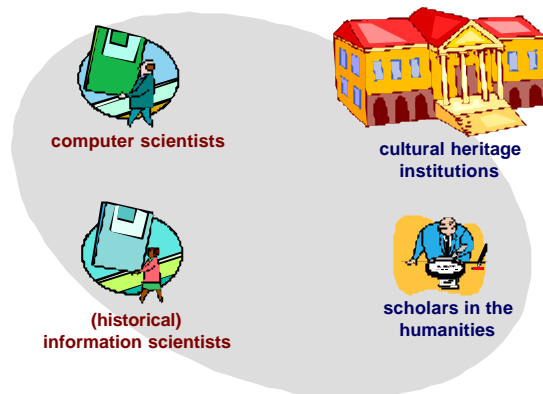 computer scientists
cultural heritage
institutions
(historical)
information scientists
scholars in the
humanities